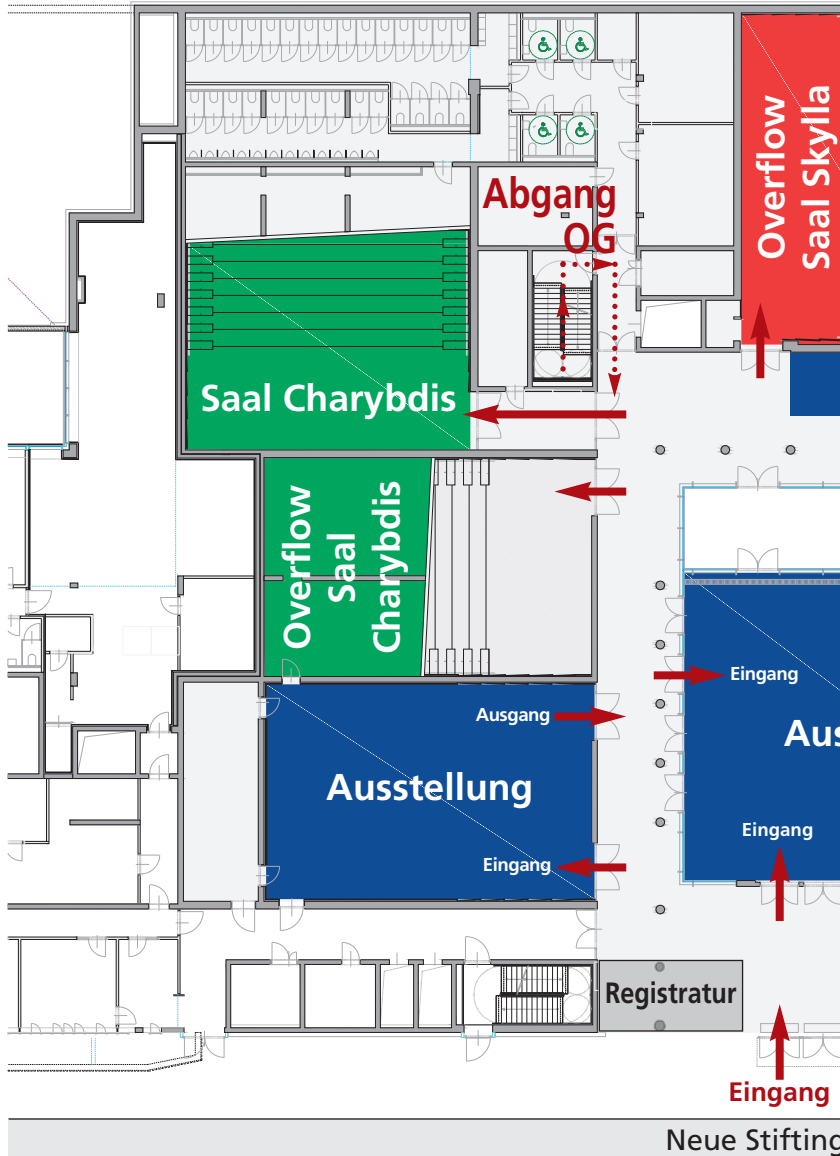 Overflow
Saal Skylla
Abgang
OG
Saal Charybdis
Overflow
Saal
Charybdis
Eingang
Ausgang
Aus
Ausstellung
Eingang
Eingang
Registratur
Eingang
Neue Stifting